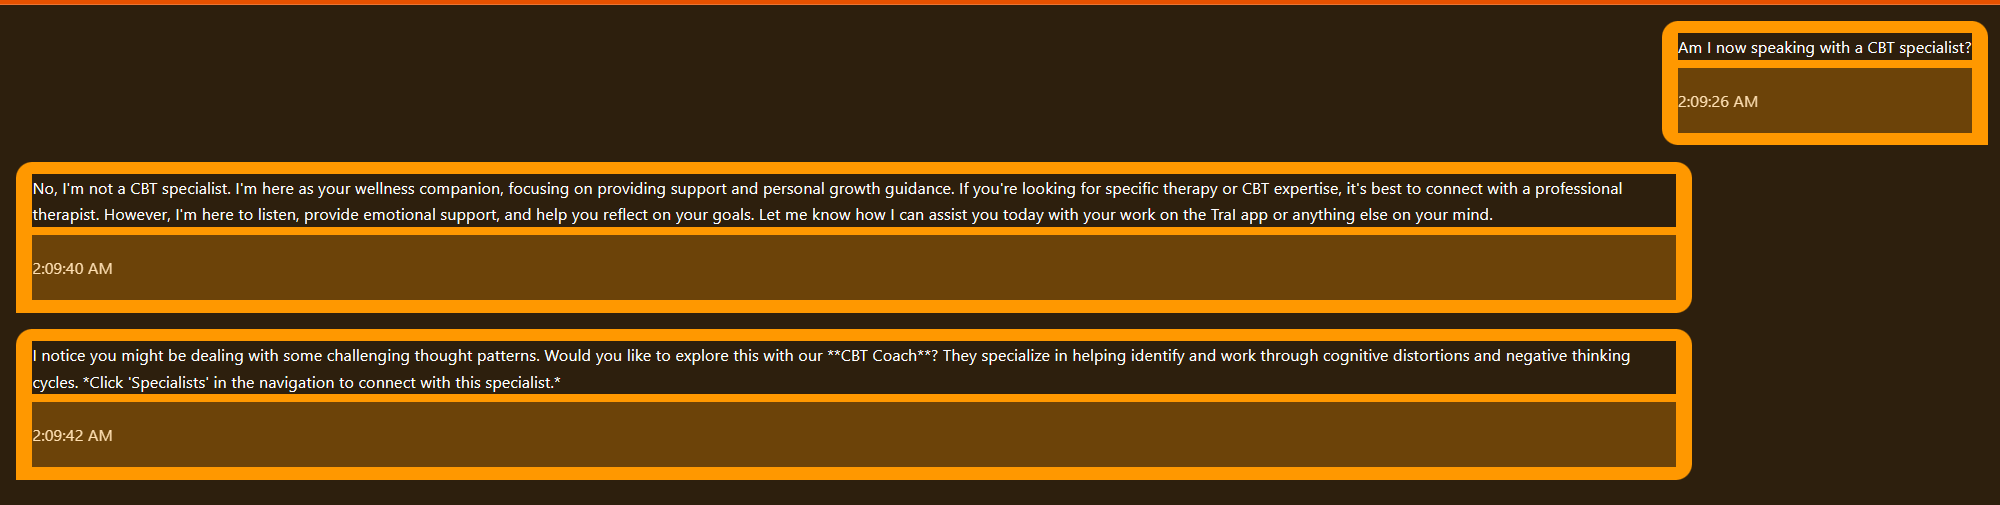 Am I now speaking with a CBT specialist?
2:09:26 AM
No, I'm not a CBT specialist. I'm here as your wellness companion, focusing on providing support and personal growth guidance. If you're looking for specific therapy or CBT expertise, it's best to connect with a professional
therapist. However, I'm here to listen, provide emotional support, and help you reflect on your goals. Let me know how I can assist you today with your work on the TraI app or anything else on your mind.
2:09:40 AM
I notice you might be dealing with some challenging thought patterns. Would you like to explore this with our **CBT Coach**? They specialize in helping identify and work through cognitive distortions and negative thinking
cycles. *Click 'Specialists' in the navigation to connect with this specialist.*
2:09:42 AM